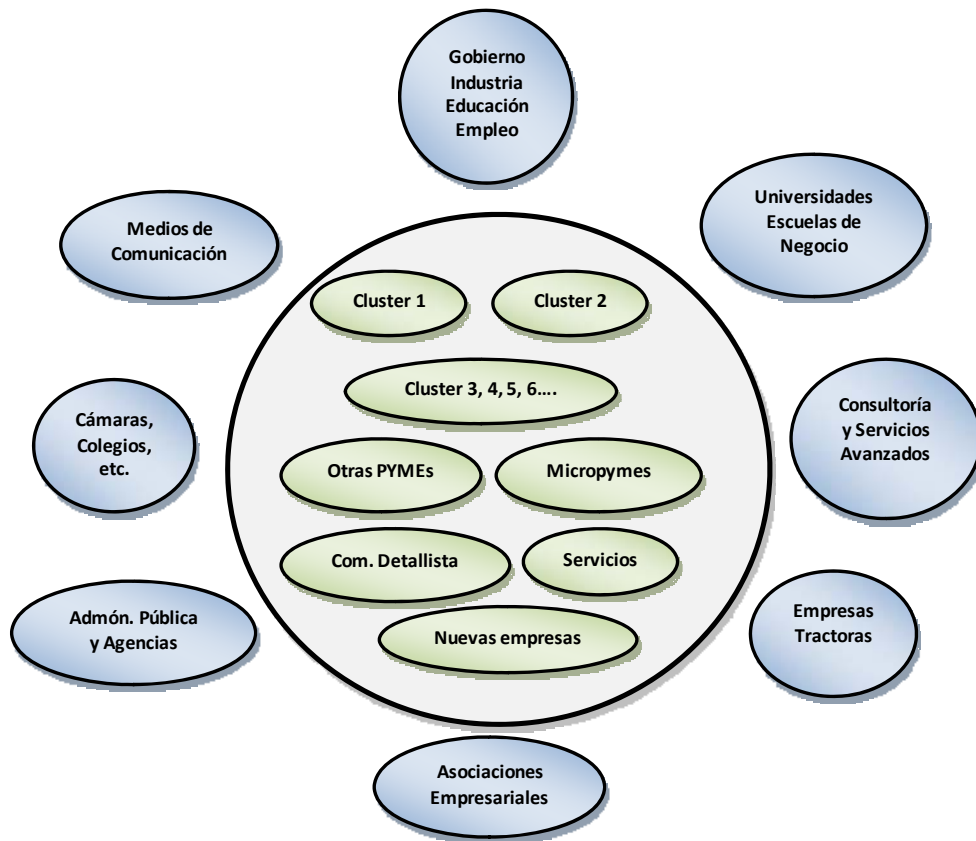 Gobierno
Industria
Educación
Empleo
Universidades
Escuelas de
Negocio
Medios de
Comunicación
Cluster 1
Cluster 2
Cluster 3, 4, 5, 6….
Cámaras,
Colegios,
etc.
Consultoría
y Servicios
Avanzados
Otras PYMEs
Micropymes
Com. Detallista
Servicios
Admón. Pública
y Agencias
Empresas
Tractoras
Nuevas empresas
Asociaciones
Empresariales